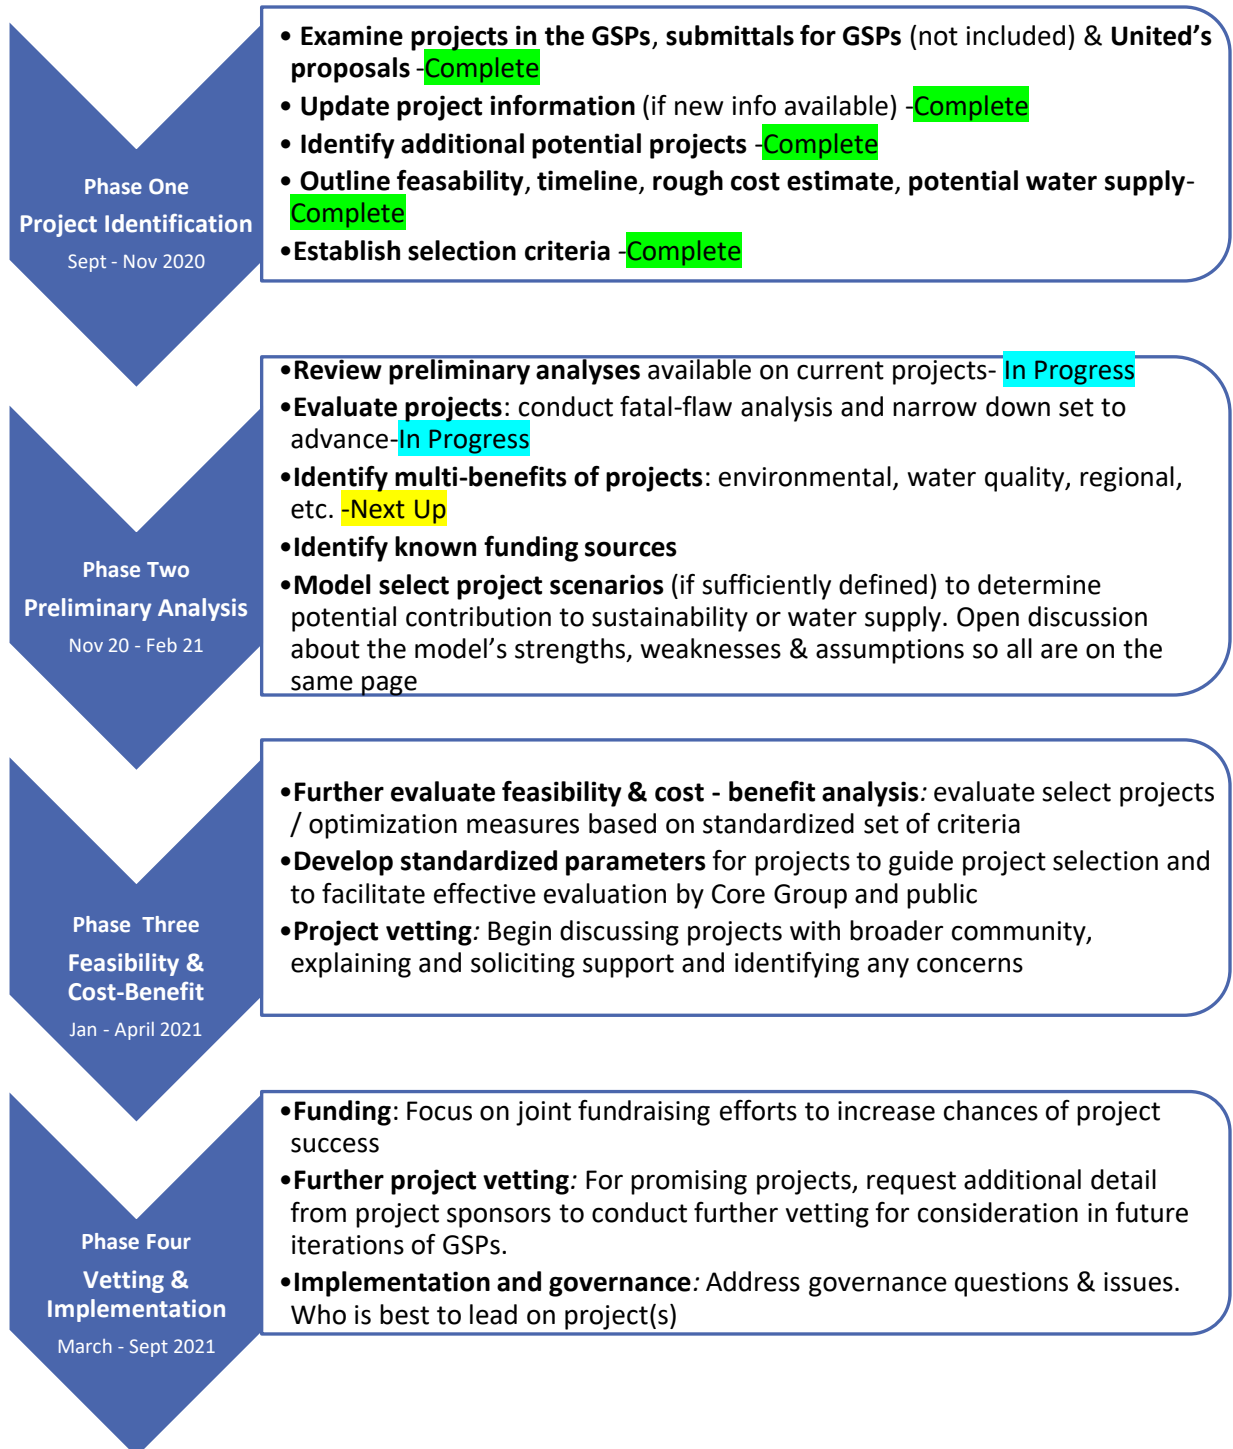 Phase One
Project Identification
Sept - Nov 2020
• Examine projects in the GSPs, submittals for GSPs (not included) & United’s
proposals -Complete
• Update project information (if new info available) -Complete
• Identify additional potential projects -Complete
• Outline feasability, timeline, rough cost estimate, potential water supply-
Complete
•Establish selection criteria -Complete
Phase Two
Preliminary Analysis
Nov 20 - Feb 21
•Review preliminary analyses available on current projects- In Progress
•Evaluate projects: conduct fatal-flaw analysis and narrow down set to
advance-In Progress
•Identify multi-benefits of projects: environmental, water quality, regional,
etc. -Next Up
•Identify known funding sources
•Model select project scenarios (if sufficiently defined) to determine
potential contribution to sustainability or water supply. Open discussion
about the model’s strengths, weaknesses & assumptions so all are on the
same page
Phase Three
Feasibility &
Cost-Benefit
Jan - April 2021
•Further evaluate feasibility & cost - benefit analysis: evaluate select projects
/ optimization measures based on standardized set of criteria
•Develop standardized parameters for projects to guide project selection and
to facilitate effective evaluation by Core Group and public
•Project vetting: Begin discussing projects with broader community,
explaining and soliciting support and identifying any concerns
Phase Four
Vetting &
Implementation
March - Sept 2021
•Funding: Focus on joint fundraising efforts to increase chances of project
success
•Further project vetting: For promising projects, request additional detail
from project sponsors to conduct further vetting for consideration in future
iterations of GSPs.
•Implementation and governance: Address governance questions & issues.
Who is best to lead on project(s)